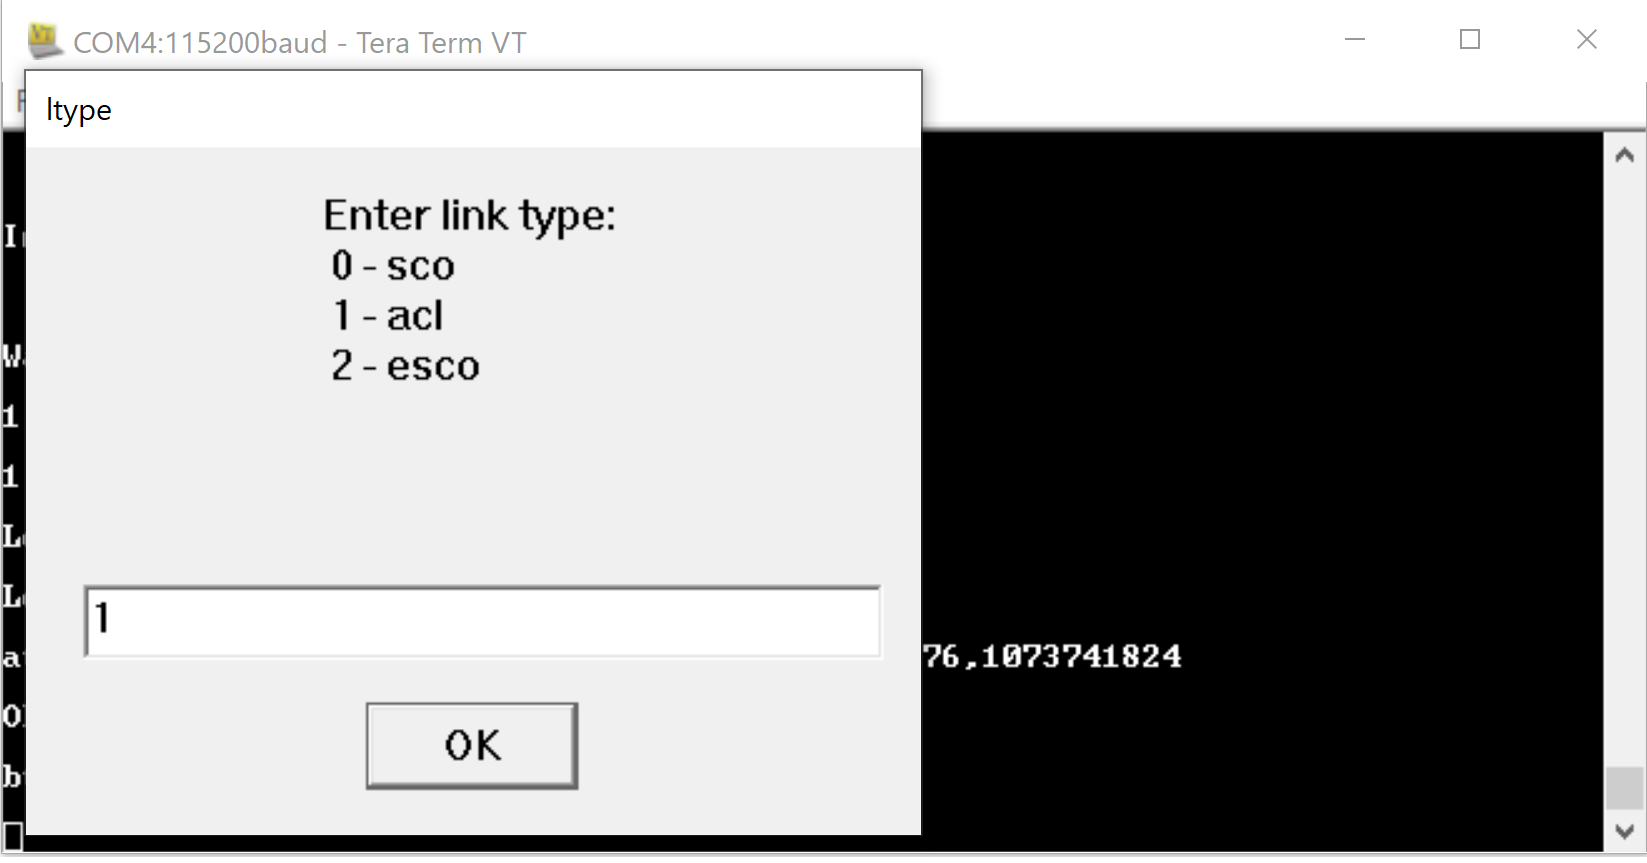 COM4:115200baud - Tera Term VT
ltype
Enter link type:
0 - sco
1 - acl
2 - esco
1
1
1
76,1073741824
OK